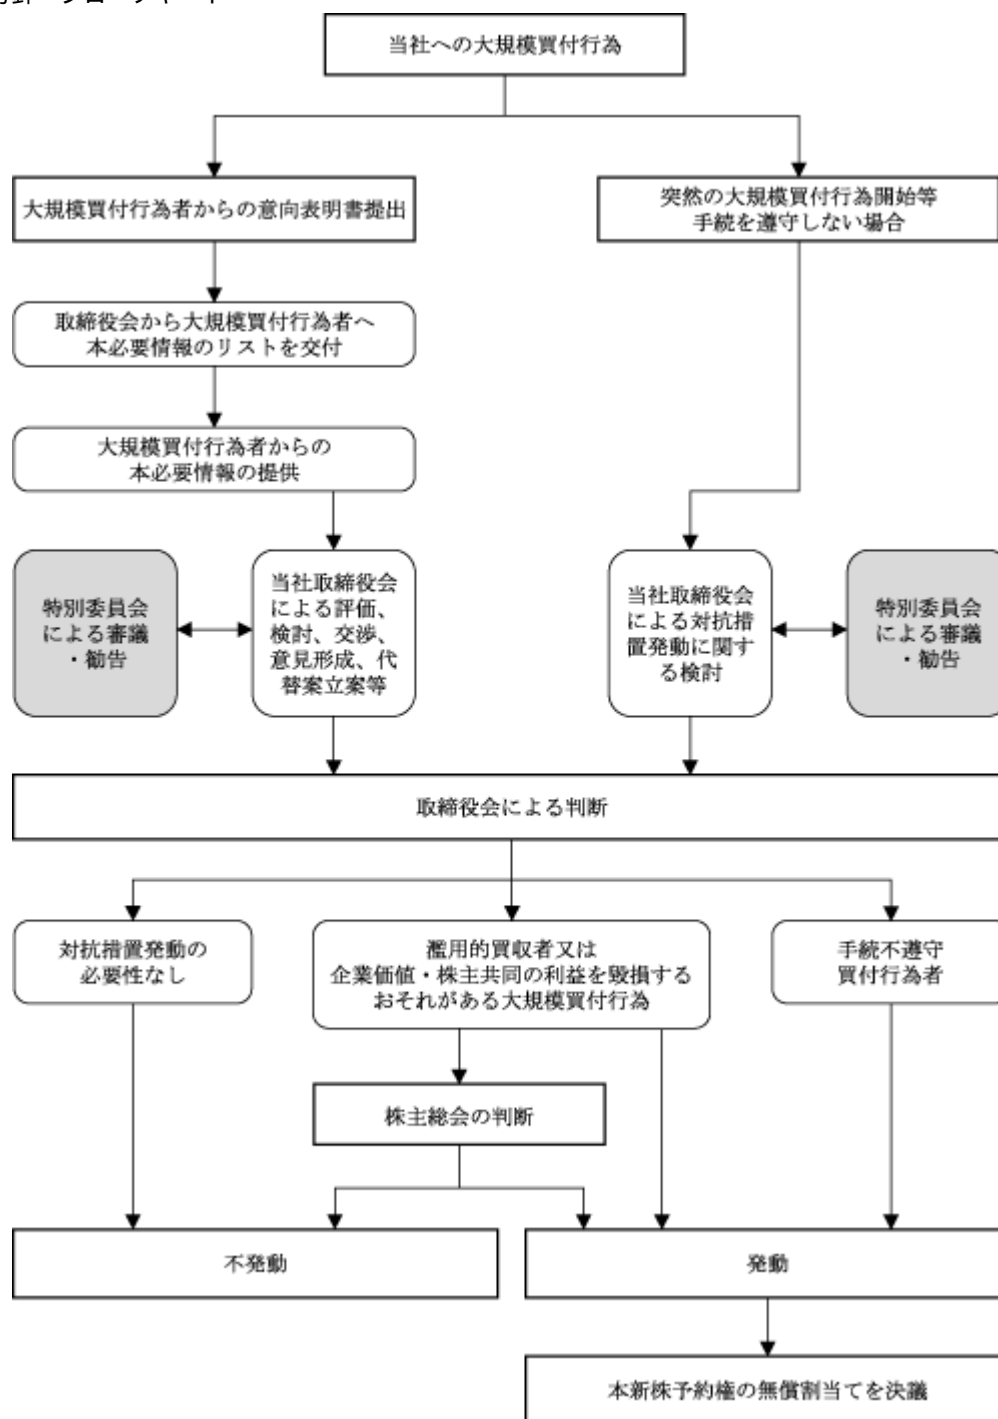 フローチャート
当社への大規模買付行為
大規模買付行為者からの意向表明書提出
突然の大規模買付行為開始等
手続を遵守しない場合
取締役会から大規模買付行為者へ
本必要情報のリストを交付
大規模買付行為者からの
本必要情報の提供
特別委員会
による審議
・勧告
当社取締役会
による評価、
検討、交渉、
意見形成、代
替案立案等
当社取締役会
による対抗措
置発動に関す
る検討
特別委員会
による審議
・勧告
取締役会による判断
対抗措置発動の
必要性なし
濫用的買収者又は
企業価値・株主共同の利益を毀損する
おそれがある大規模買付行為
手続不遵守
買付行為者
株主総会の判断
不発動
発動
本新株予約権の無償割当てを決議